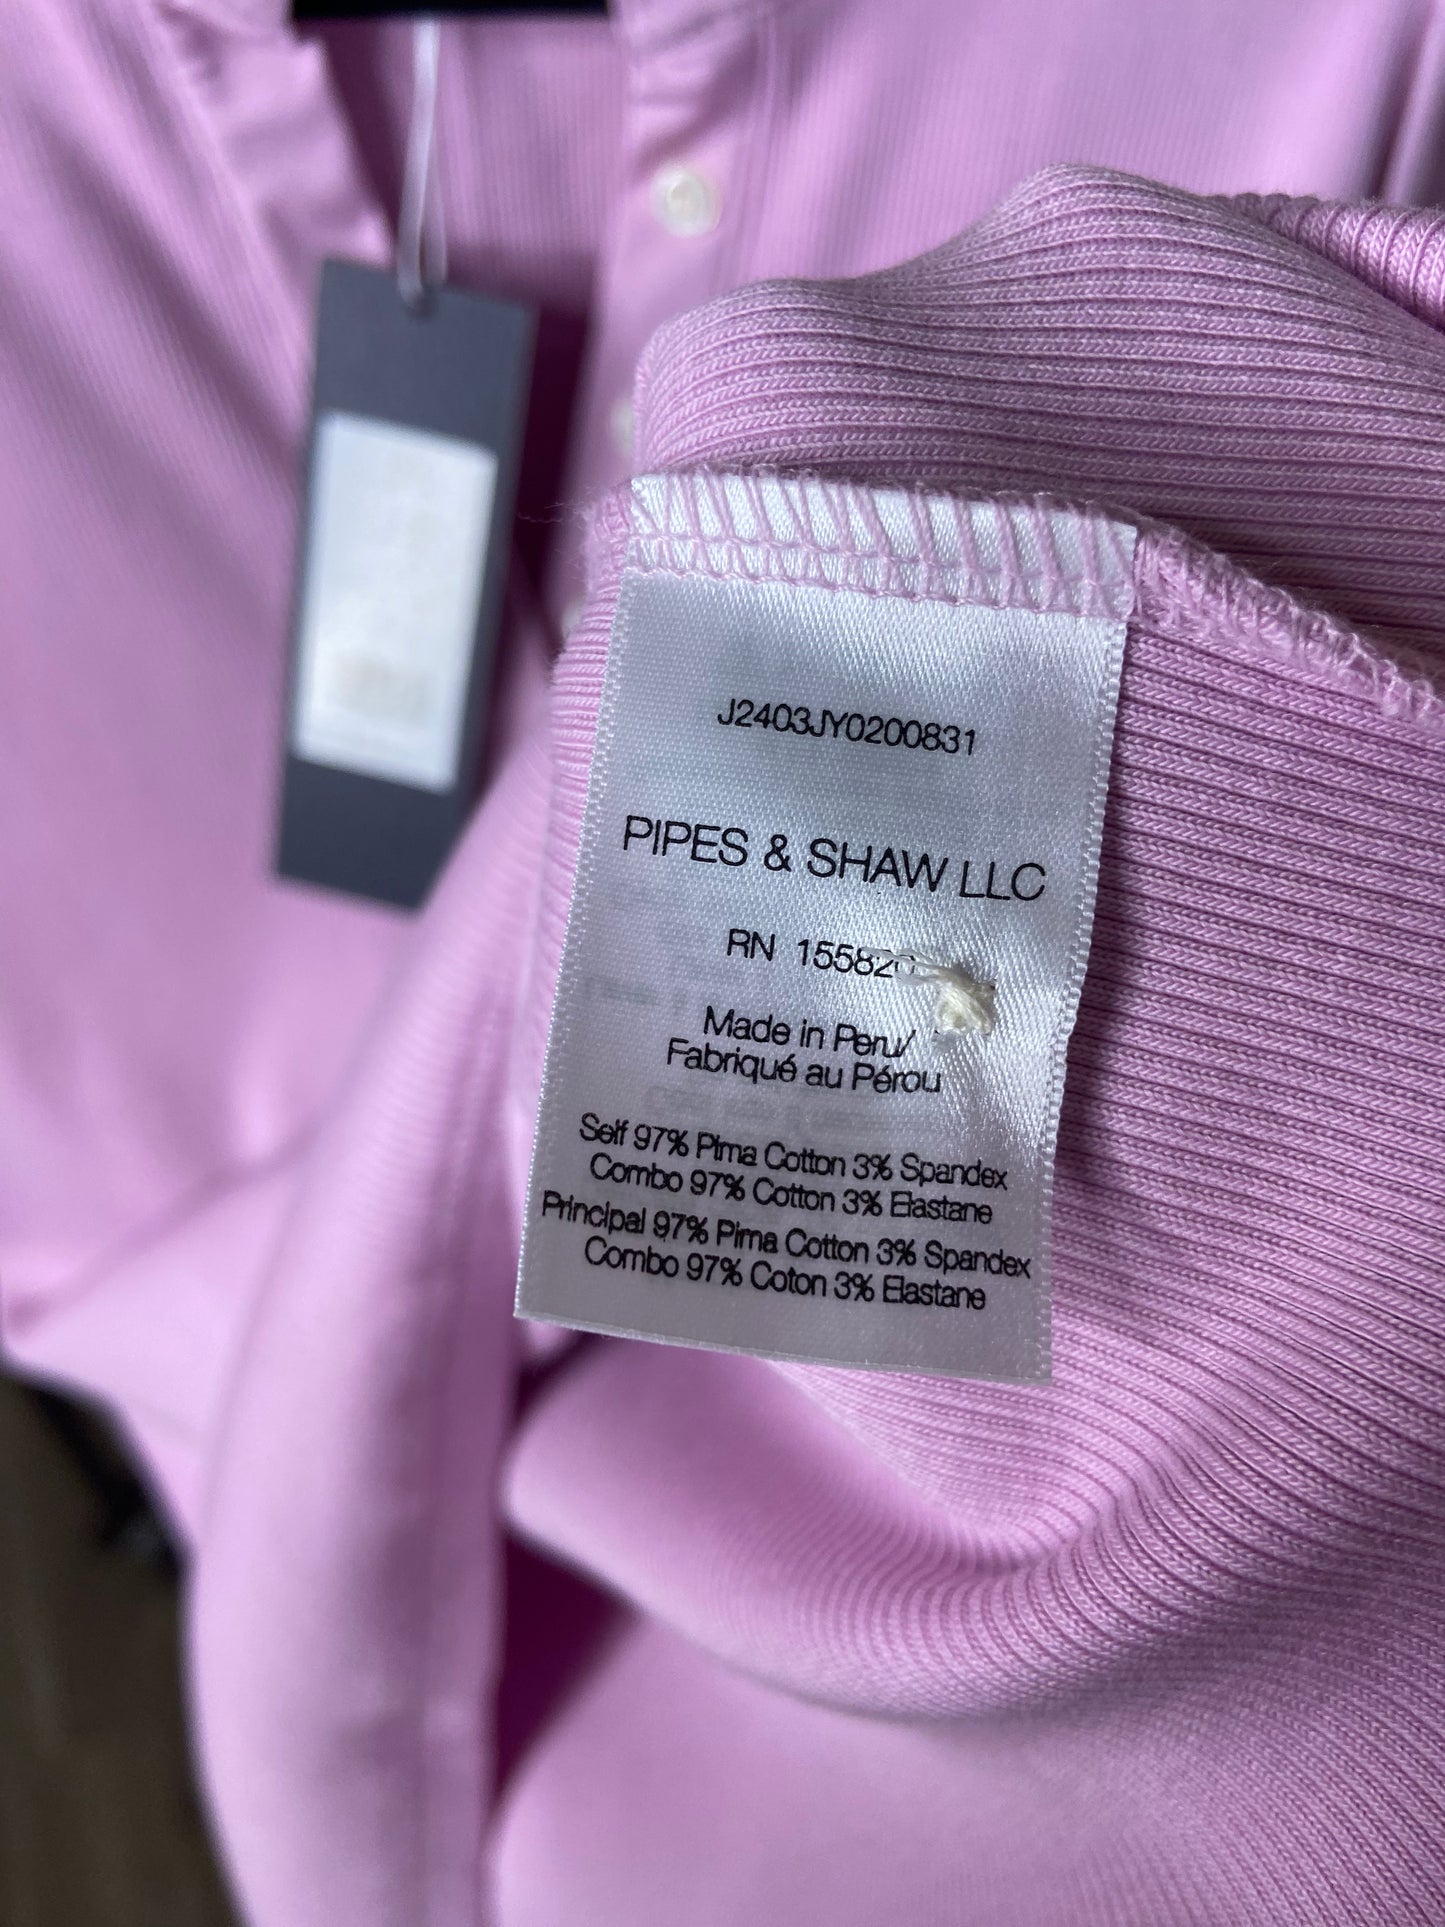 J2403JY0200831
PIPES & SHAW LLC
RN
Made in Peru/
Fabriqué au Pérou
Self 97% Pima Cotton 3% Spandex
Combo 97% Cotton 3% Elastane
Principal 97% Pima Cotton 3% Spandex
Combo 97% Coton 3% Elastane